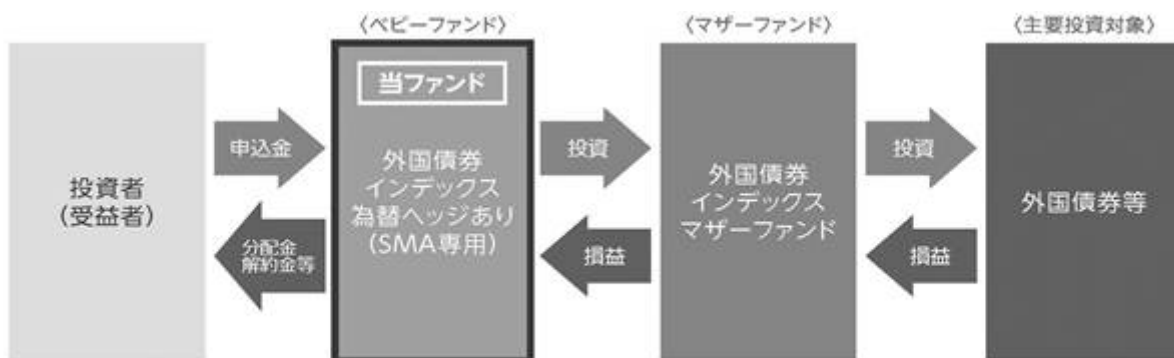 〈ベビーファンド〉
〈マザーファンド〉
〈主要投資対象〉
投資者
(受益者)
申込金
分配金
解約金等
当ファンド
外国債券
インデックス
為替ヘッジあり
(SMA専用)
投資
損益
外国債券
インデックス
マザーファンド
投資
損益
外国債券等